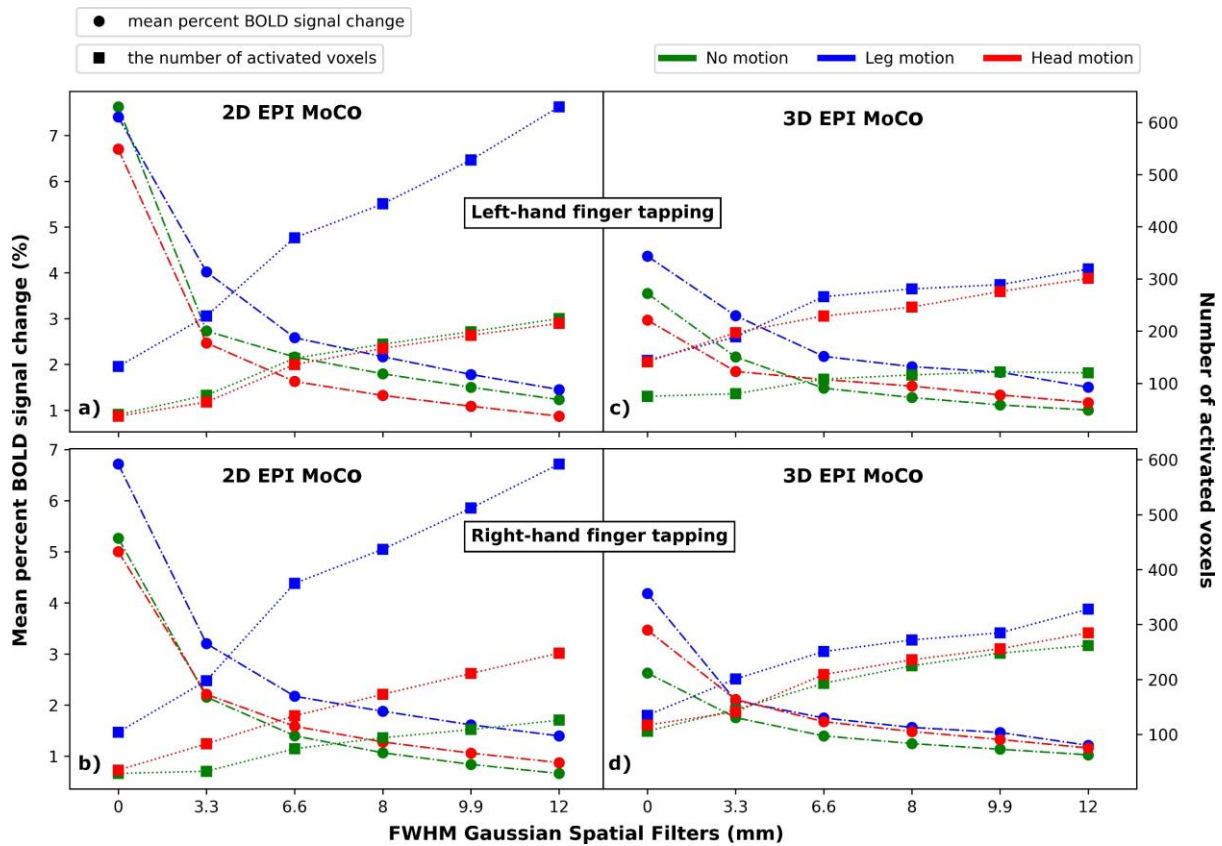 mean percent BOLD signal change
the number of activated voxels
No motion Leg motion Head motion
2D EPI MoCo
3D EPI MoCo
7
6
5
4
3
2
1
600
500
400
300
200
100
Left-hand finger tapping
a)
c)
2D EPI MoCo
3D EPI MoCo
7
6
5
4
3
2
1
600
500
400
300
200
100
Right-hand finger tapping
b)
d)
0 3.3 6.6 8 9.9 12
0 3.3 6.6 8 9.9 12
FWHM Gaussian Spatial Filters (mm)
Mean percent BOLD signal change (%)
Number of activated voxels